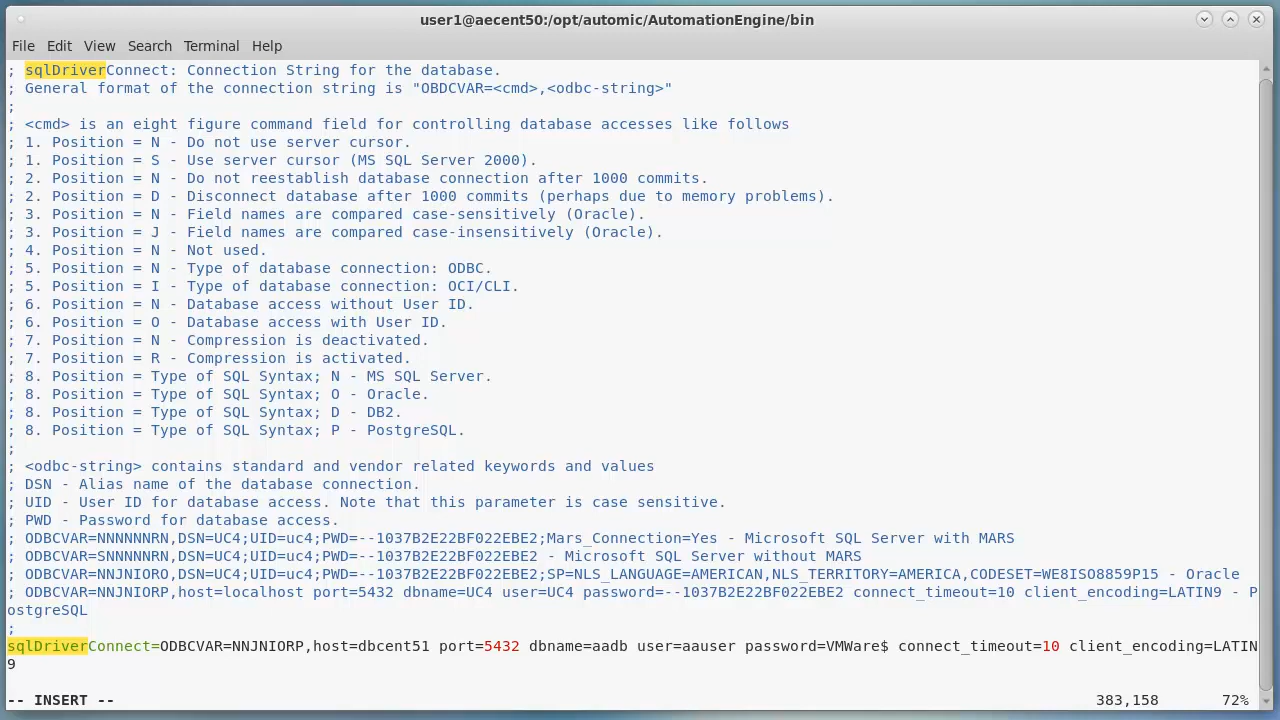 user1@aecent50:/opt/automic/AutomationEngine/bin
File Edit View Search Terminal Help
; sqlDriverConnect: Connection String for the database.
; General format of the connection string is "OBDCVAR=<cmd>,<odbc-string>"
;
; <cmd> is an eight figure command field for controlling database accesses like follows
; 1. Position = N - Do not use server cursor.
; 1. Position = S - Use server cursor (MS SQL Server 2000).
; 2. Position = N - Do not reestablish database connection after 1000 commits.
; 2. Position = D - Disconnect database after 1000 commits (perhaps due to memory problems).
; 3. Position = N - Field names are compared case-sensitively (Oracle).
; 3. Position = J - Field names are compared case-insensitively (Oracle).
; 4. Position = N - Not used.
; 5. Position = N - Type of database connection: ODBC.
; 5. Position = I - Type of database connection: OCI/CLI.
; 6. Position = N - Database access without User ID.
; 6. Position = O - Database access with User ID.
; 7. Position = N - Compression is deactivated.
; 7. Position = R - Compression is activated.
; 8. Position = Type of SQL Syntax; N - MS SQL Server.
; 8. Position = Type of SQL Syntax; O - Oracle.
; 8. Position = Type of SQL Syntax; D - DB2.
; 8. Position = Type of SQL Syntax; P - PostgreSQL.
;
; <odbc-string> contains standard and vendor related keywords and values
; DSN - Alias name of the database connection.
; UID - User ID for database access. Note that this parameter is case sensitive.
; PWD - Password for database access.
; ODBCVAR=NNNNNNRN,DSN=UC4;UID=uc4;PWD=--1037B2E22BF022EBE2;Mars_Connection=Yes - Microsoft SQL Server with MARS
; ODBCVAR=SNNNNNRN,DSN=UC4;UID=uc4;PWD=--1037B2E22BF022EBE2 - Microsoft SQL Server without MARS
; ODBCVAR=NNJNIORO,DSN=UC4;UID=uc4;PWD=--1037B2E22BF022EBE2;SP=NLS_LANGUAGE=AMERICAN,NLS_TERRITORY=AMERICA,CODESET=WE8ISO8859P15 - Oracle
; ODBCVAR=NNJNIORP,host=localhost port=5432 dbname=UC4 user=UC4 password=--1037B2E22BF022EBE2 connect_timeout=10 client_encoding=LATIN9 - P
ostgreSQL
;
sqlDriverConnect=ODBCVAR=NNJNIORP,host=dbcent51 port=5432 dbname=aadb user=aauser password=VMWare$ connect_timeout=10 client_encoding=LATIN
9
-- INSERT -- 383,158 72%